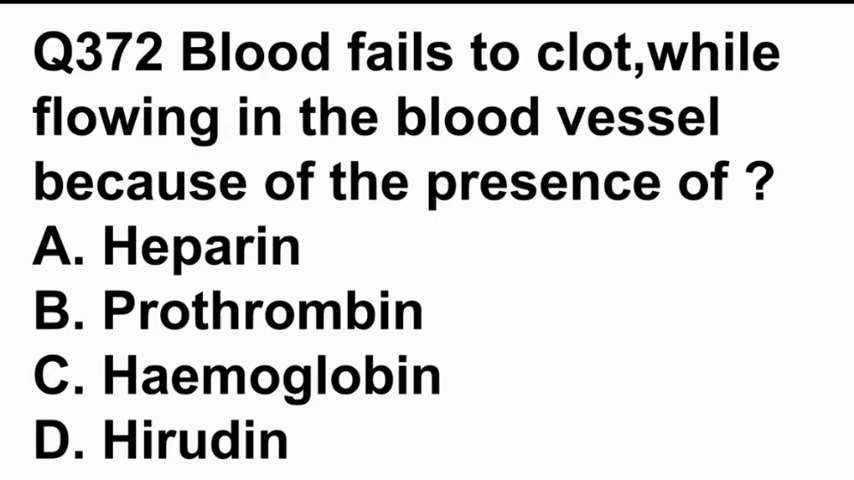 Q372 Blood fails to clot,while
flowing in the blood vessel
because of the presence of ?
A. Heparin
B. Prothrombin
C. Haemoglobin
D. Hirudin